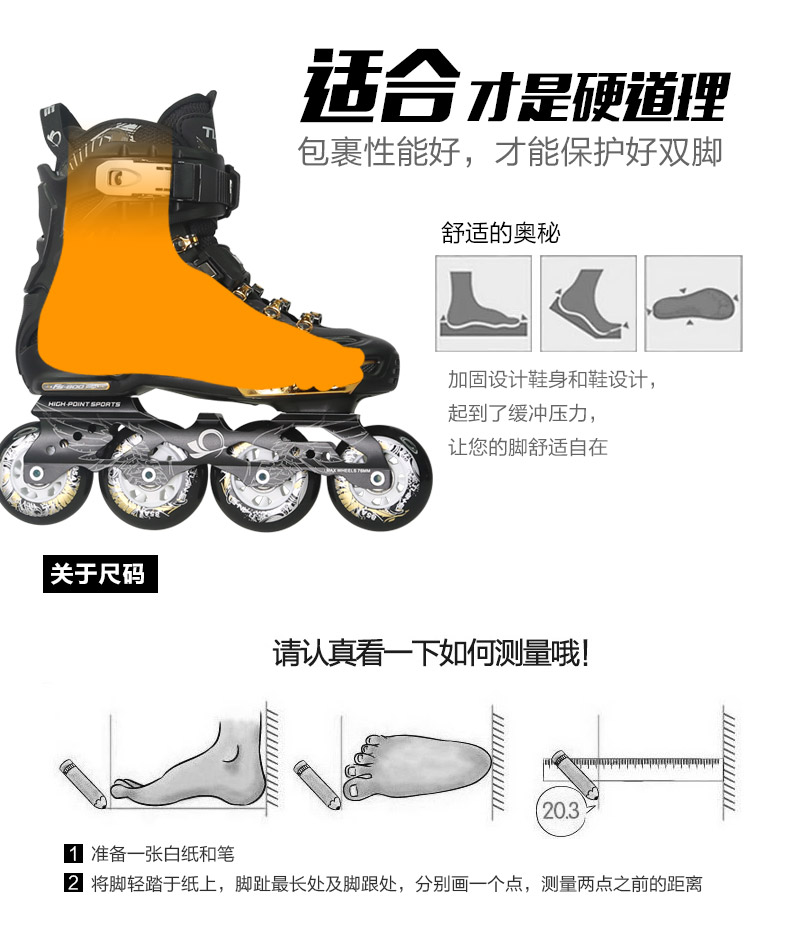 适合才是硬道理
包裹性能好，才能保护好双脚
舒适的奥秘
加固设计鞋身和鞋设计，
起到了缓冲压力，
让您的脚舒适自在
HIGH-POINT SPORTS
MAX WHEELS 76MM
关于尺码
请认真看一下如何测量哦！
20.3
1 准备一张白纸和笔
2 将脚轻踏于纸上，脚趾最长处及脚跟处，分别画一个点，测量两点之前的距离